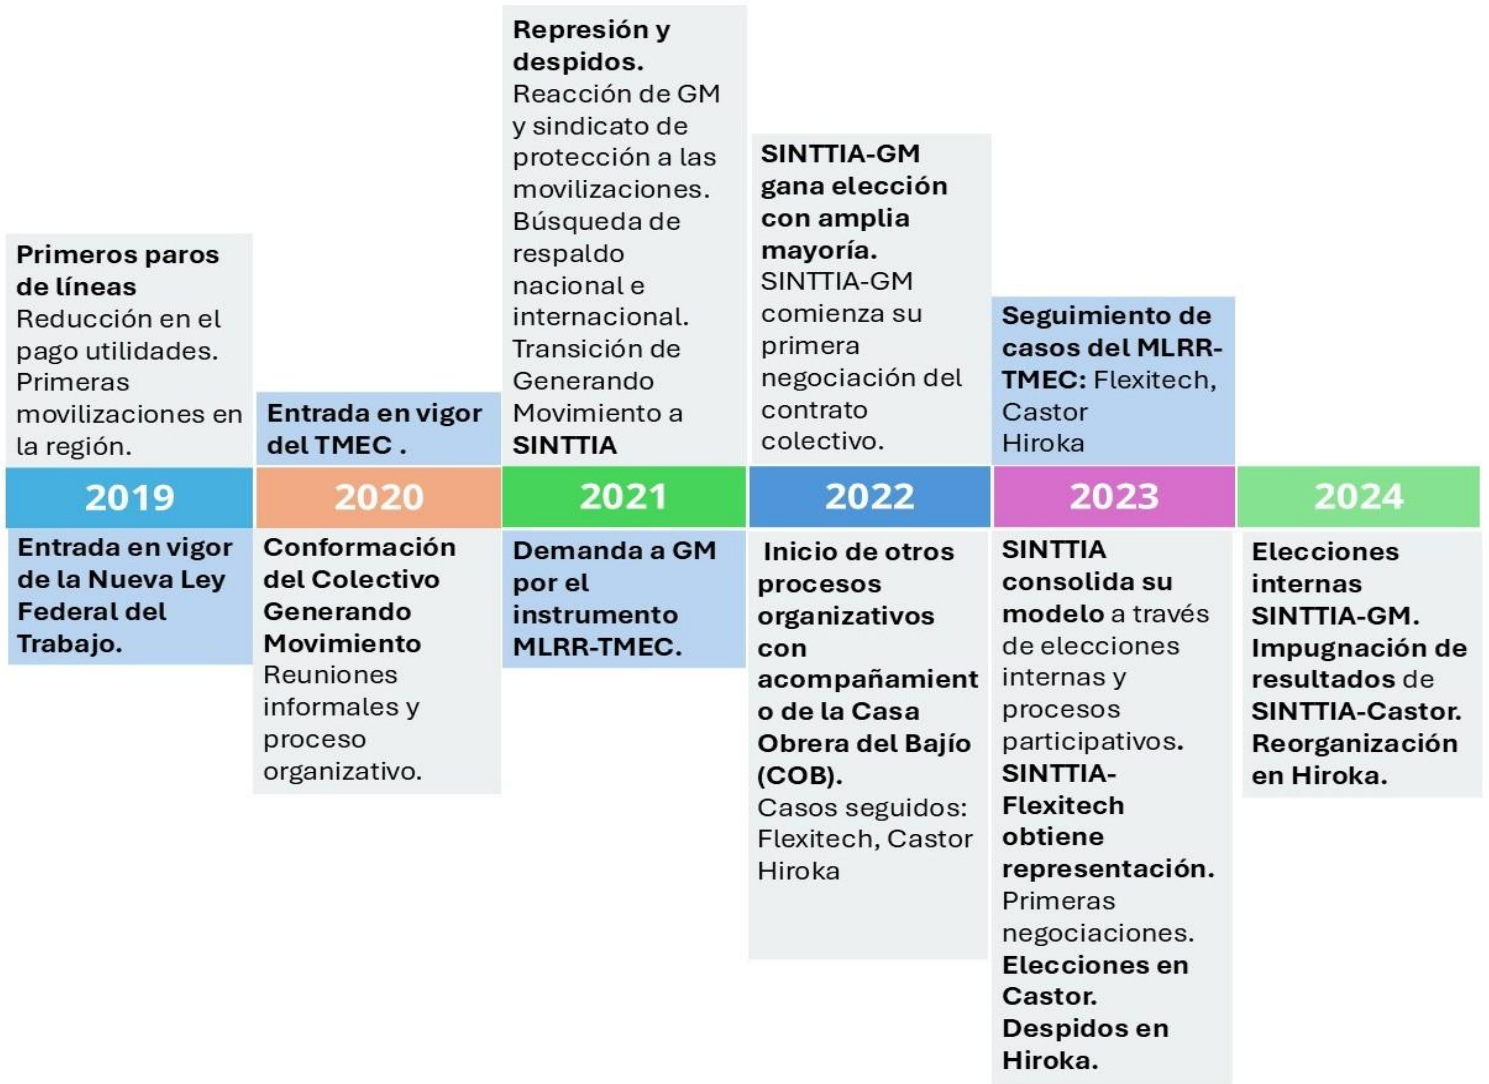 Primeros paros
de líneas
Reducción en el
pago utilidades.
Primeras
movilizaciones en
la región.
2019
Entrada en vigor
de la Nueva Ley
Federal del
Trabajo.
Entrada en vigor
del TMEC .
2020
Conformación
del Colectivo
Generando
Movimiento
Reuniones
informales y
proceso
organizativo.
Represión y
despidos.
Reacción de GM
y sindicato de
protección a las
movilizaciones.
Búsqueda de
respaldo
nacional e
internacional.
Transición de
Generando
Movimiento a
SINTTIA
2021
Demanda a GM
por el
instrumento
MLRR-TMEC.
SINTTIA-GM
gana elección
con amplia
mayoría.
SINTTIA-GM
comienza su
primera
negociación del
contrato
colectivo.
2022
Inicio de otros
procesos
organizativos
con
acompañamient
o de la Casa
Obrera del Bajío
(COB).
Casos seguidos:
Flexitech, Castor
Hiroka
Seguimiento de
casos del MLRR-
TMEC: Flexitech,
Castor
Hiroka
2023
SINTTIA
consolida su
modelo a través
de elecciones
internas y
procesos
participativos.
SINTTIA-
Flexitech
obtiene
representación.
Primeras
negociaciones.
Elecciones en
Castor.
Despidos en
Hiroka.
2024
Elecciones
internas
SINTTIA-GM.
Impugnación de
resultados de
SINTTIA-Castor.
Reorganización
en Hiroka.